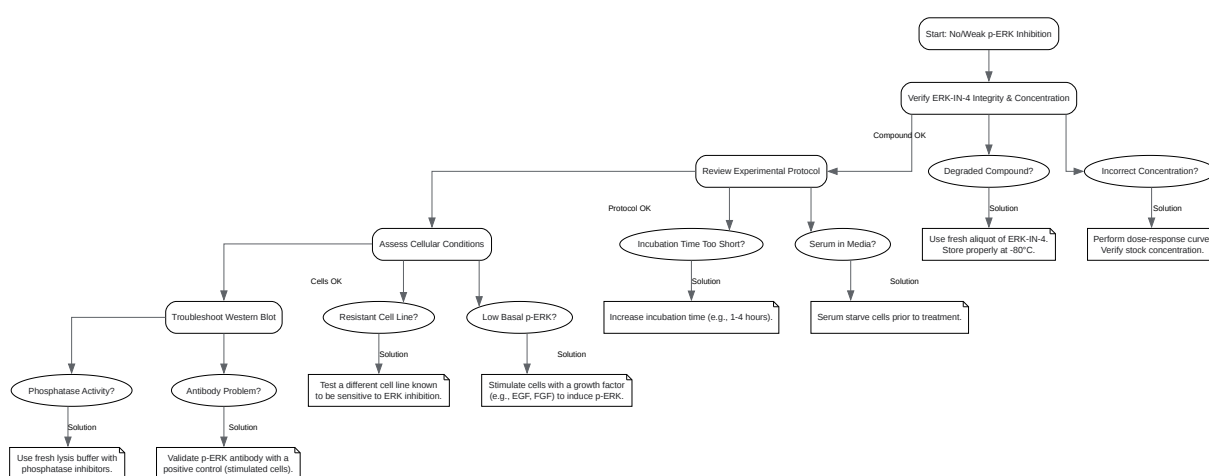 Start: No/Weak p-ERK Inhibition
Verify ERK-IN-4 Integrity & Concentration
Compound OK
Review Experimental Protocol
Degraded Compound?
Incorrect Concentration?
Protocol OK
Solution
Solution
Assess Cellular Conditions
Incubation Time Too Short?
Serum in Media?
Use fresh aliquot of ERK-IN-4.
Store properly at -80°C.
Perform dose-response curve
Verify stock concentration.
Cells OK
Solution
Solution
Troubleshoot Western Blot
Resistant Cell Line?
Low Basal p-ERK?
Increase incubation time (e.g., 1-4 hours).
Serum starve cells prior to treatment.
Solution
Solution
Phosphatase Activity?
Antibody Problem?
Test a different cell line known
to be sensitive to ERK inhibition.
Stimulate cells with a growth factor
(e.g., EGF, FGF) to induce p-ERK.
Solution
Solution
Use fresh lysis buffer with
phosphatase inhibitors.
Validate p-ERK antibody with a
positive control (stimulated cells).